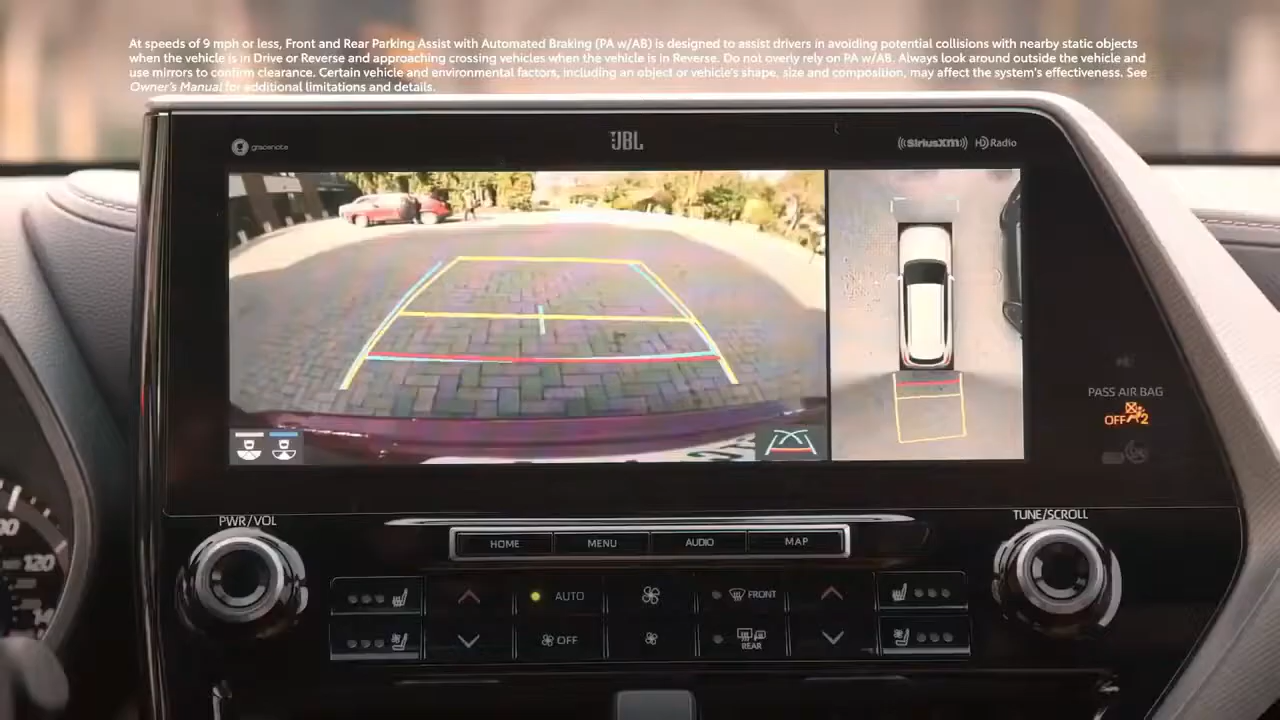 At speeds of 9 mph or less, Front and Rear Parking Assist with Automated Braking (PA w/AB) is designed to assist drivers in avoiding potential collisions with nearby static objects
when the vehicle is in Drive or Reverse and approaching crossing vehicles when the vehicle is in Reverse. Do not overly rely on PA w/AB. Always look around outside the vehicle and
use mirrors to confirm clearance. Certain vehicle and environmental factors, including an object or vehicle's shape, size and composition, may affect the system's effectiveness. See
Owner's Manual for additional limitations and details.
gracenote JBL SiriusXM HD Radio
PASS AIR BAG
OFF 2
PWR/VOL TUNE/SCROLL
HOME MENU AUDIO MAP
120
AUTO FRONT
OFF REAR